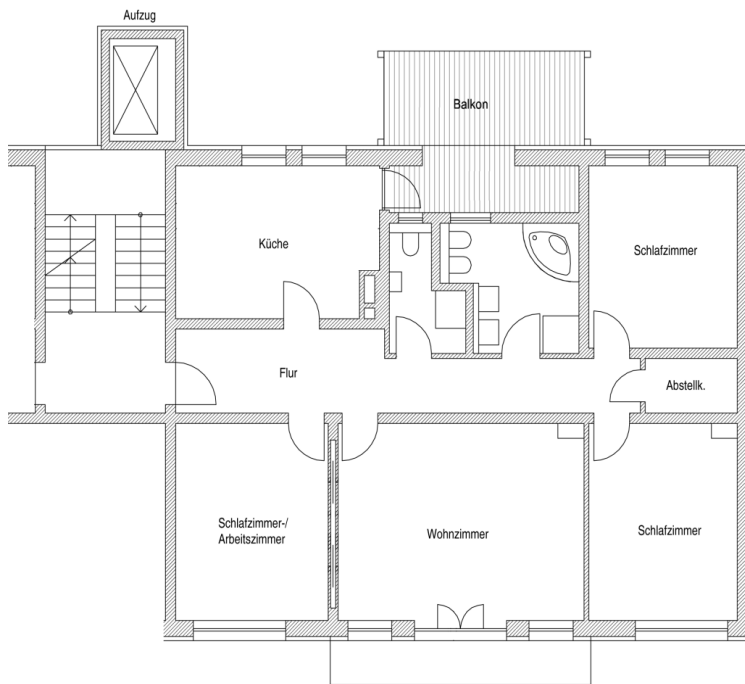 Aufzug
Balkon
Küche
Schlafzimmer
Flur
Abstellk.
Schlafzimmer-/
Arbeitszimmer
Wohnzimmer
Schlafzimmer